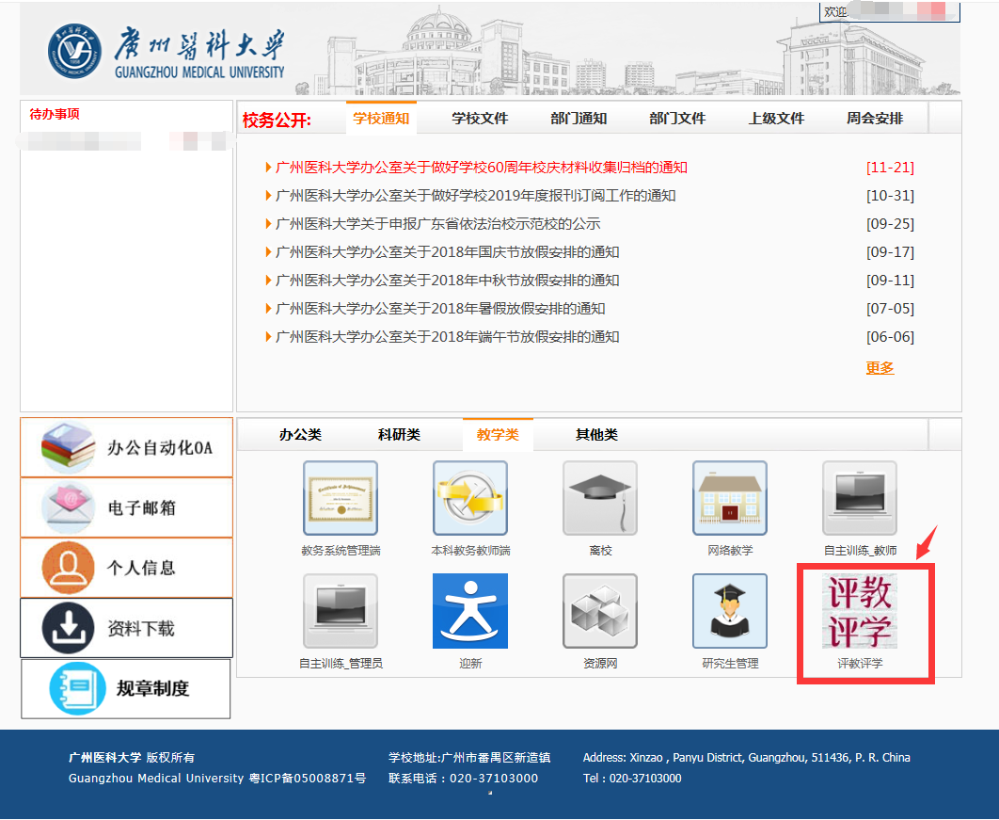 欢迎
廣州醫科大學
GUANGZHOU MEDICAL UNIVERSITY
待办事项
校务公开: 学校通知 学校文件 部门通知 部门文件 上级文件 周会安排
广州医科大学办公室关于做好学校60周年校庆材料收集归档的通知 [11-21]
广州医科大学办公室关于做好学校2019年度报刊订阅工作的通知 [10-31]
广州医科大学关于申报广东省依法治校示范校的公示 [09-25]
广州医科大学办公室关于2018年国庆节放假安排的通知 [09-17]
广州医科大学办公室关于2018年中秋节放假安排的通知 [09-11]
广州医科大学办公室关于2018年暑假放假安排的通知 [07-05]
广州医科大学办公室关于2018年端午节放假安排的通知 [06-06]
更多
办公自动化OA
电子邮箱
个人信息
资料下载
规章制度
办公类 科研类 教学类 其他类
教务系统管理端 本科教务教师端 离校 网络教学 自主训练_教师
评教
评学
自主训练_管理员 迎新 资源网 研究生管理 评教评学
广州医科大学 版权所有 学校地址:广州市番禺区新造镇 Address: Xinzao , Panyu District, Guangzhou, 511436, P. R. China
Guangzhou Medical University 粤ICP备05008871号 联系电话：020-37103000 Tel：020-37103000